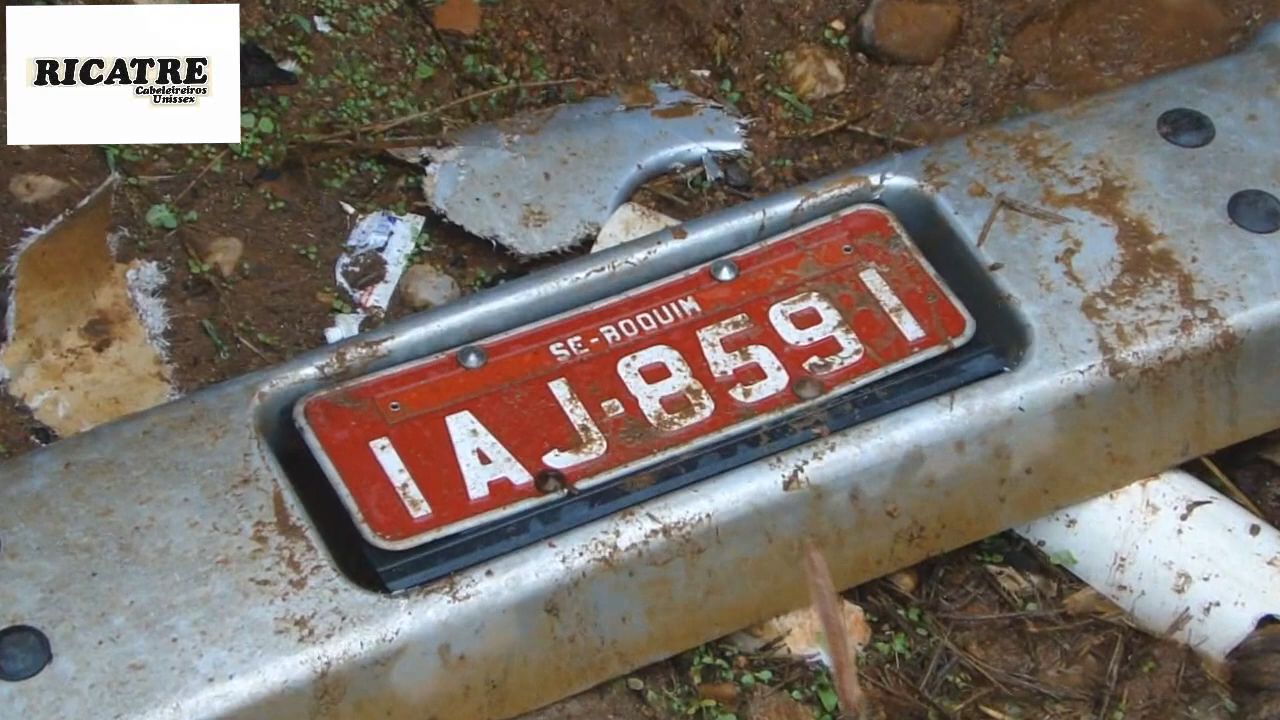 RICATRE
Cabeleireiros
Unissex
SE-BOQUIM
IAJ-8591